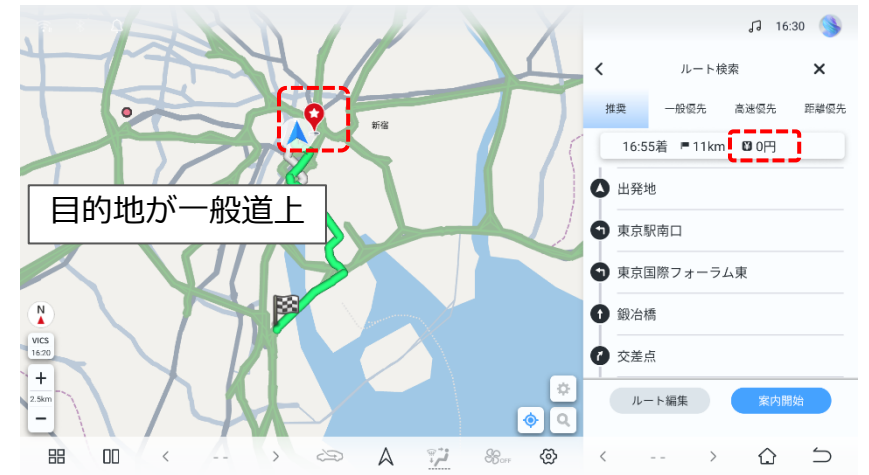 16:30
ルート検索
推奨 一般優先 高速優先 距離優先
16:55着 11km ¥ 0円
出発地
東京駅南口
東京国際フォーラム東
鍛冶橋
交差点
ルート編集 案内開始
新宿
目的地が一般道上
N
VICS
16:20
+
2.5km
−
< -- >
OFF
< -- >